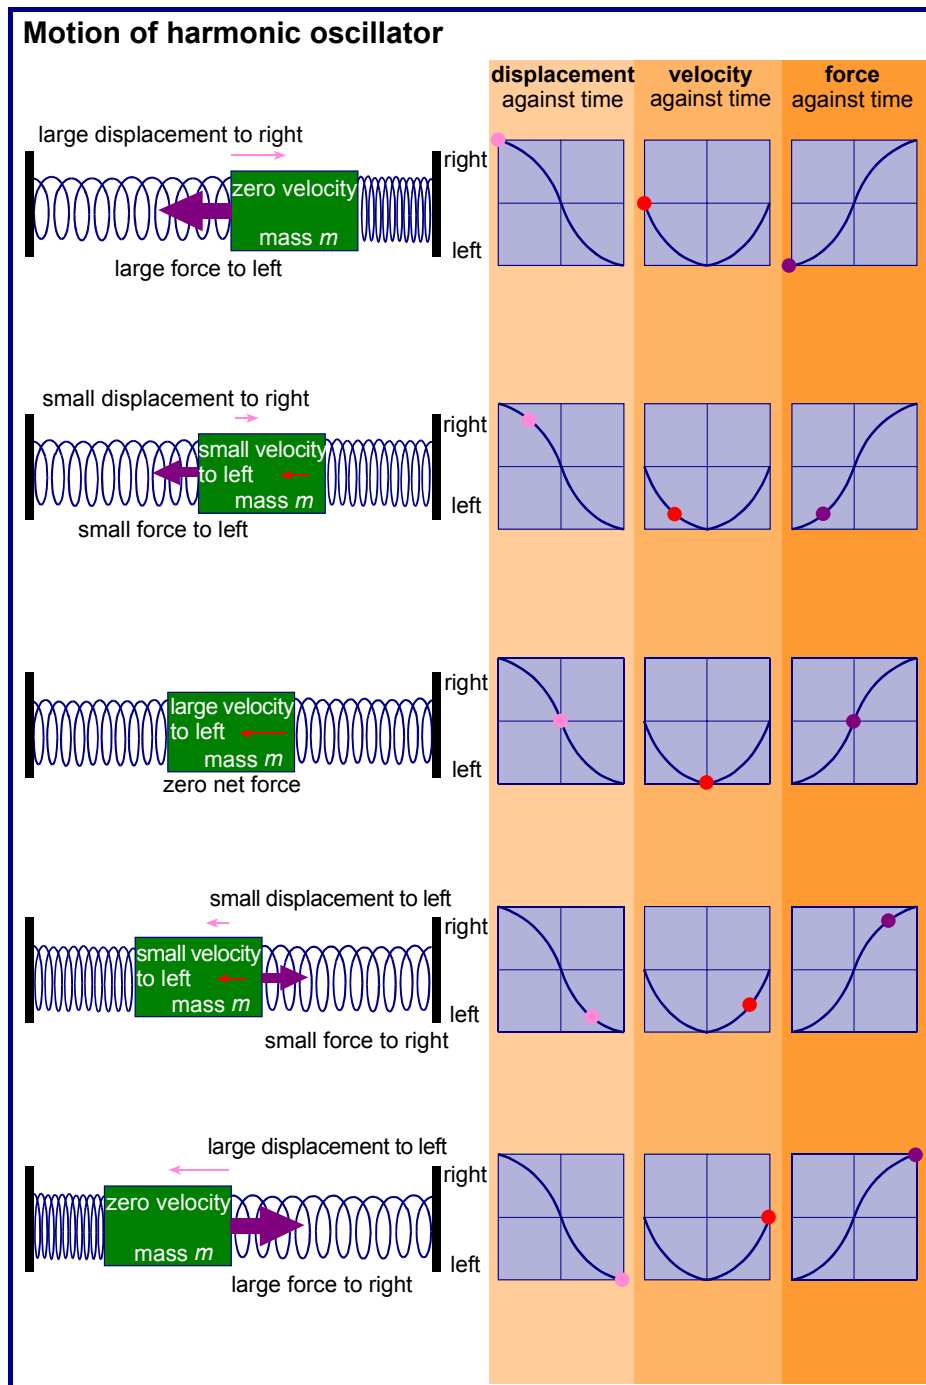 Motion of harmonic oscillator
displacement
against time
velocity
against time
force
against time
large displacement to right
zero velocity
mass m
large force to left
right
left
small displacement to right
small velocity
to left
mass m
small force to left
right
left
large velocity
to left
mass m
zero net force
right
left
small displacement to left
small velocity
to left
mass m
small force to right
right
left
large displacement to left
zero velocity
mass m
large force to right
right
left